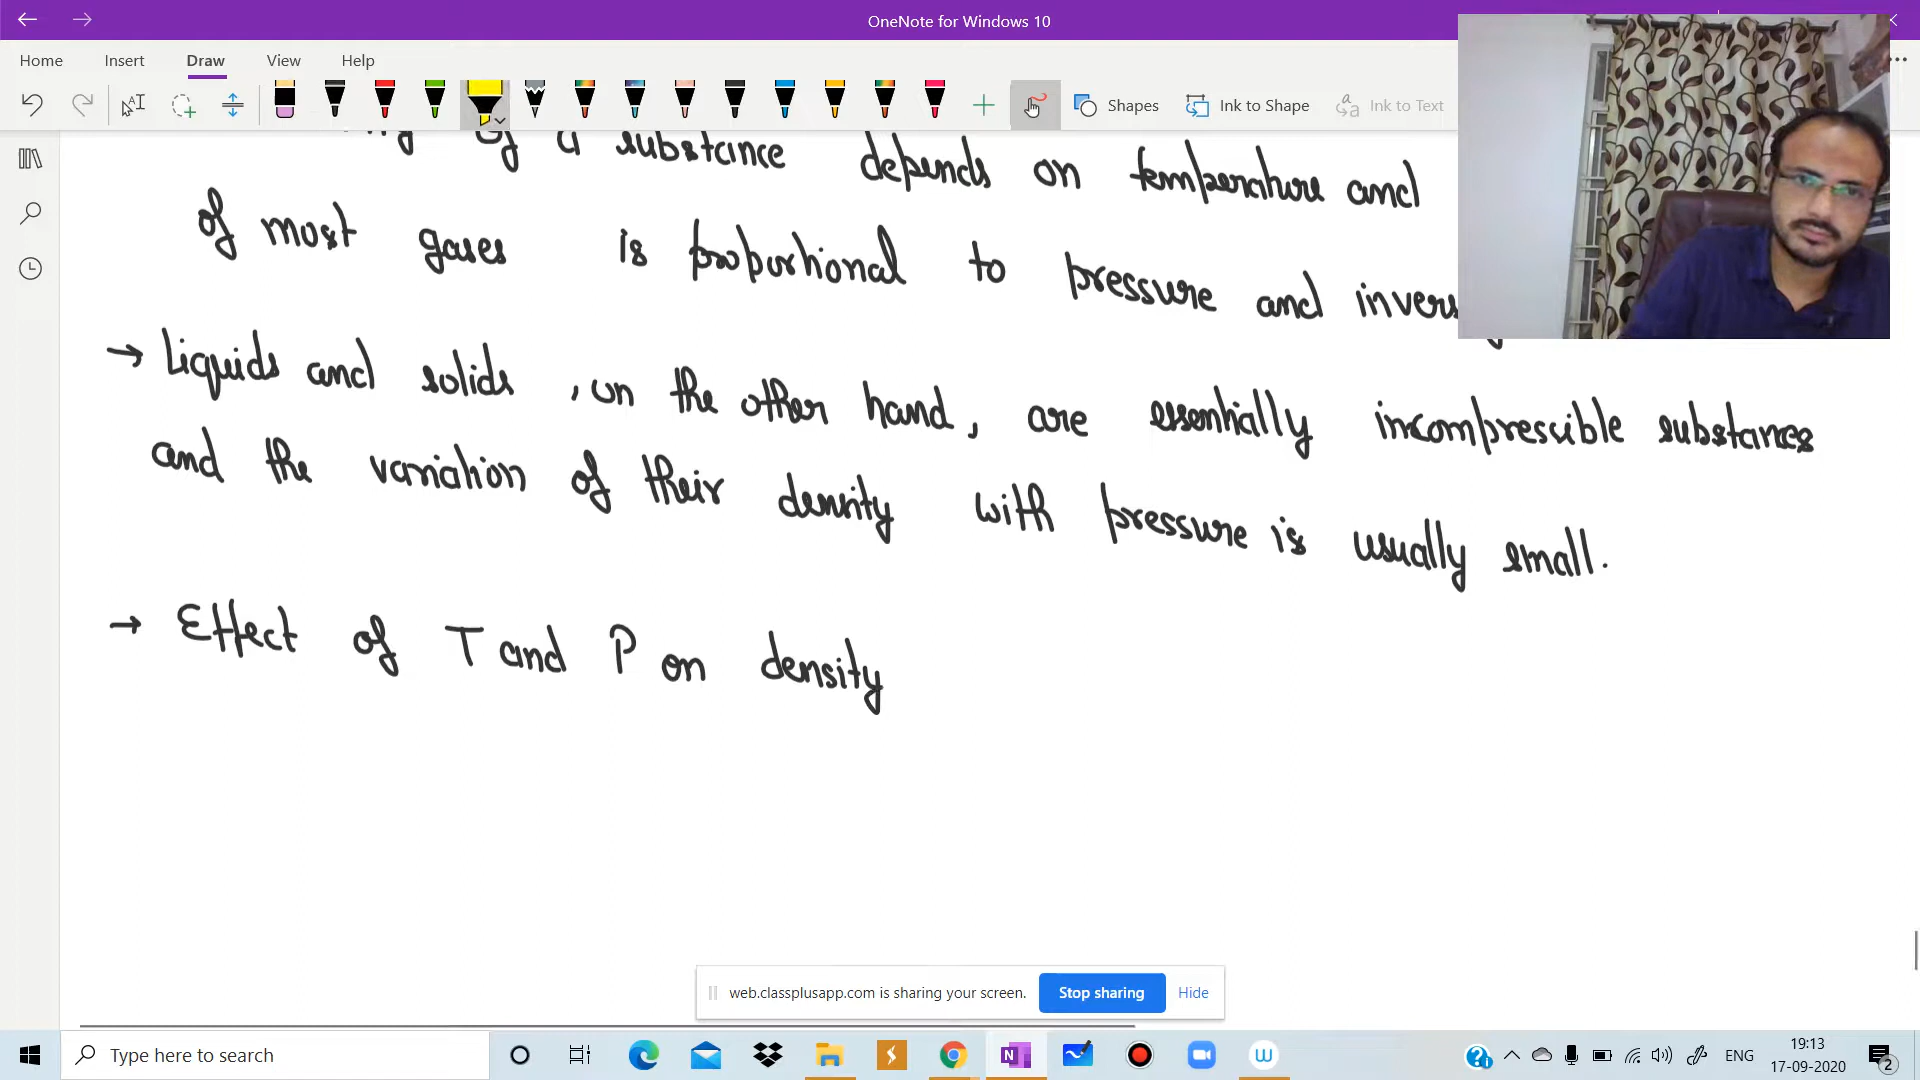 OneNote for Windows 10
Home Insert Draw View Help
Shapes Ink to Shape Ink to Text
of a substance depends on temperature and
of most gases is proportional to pressure and
→ Liquids and solids, on the other hand, are essentially incompressible substances
and the variation of their density with pressure is usually small.
→ Effect of T and P on density
web.classplusapp.com is sharing your screen. Stop sharing Hide
Type here to search
ENG
19:13
17-09-2020
2